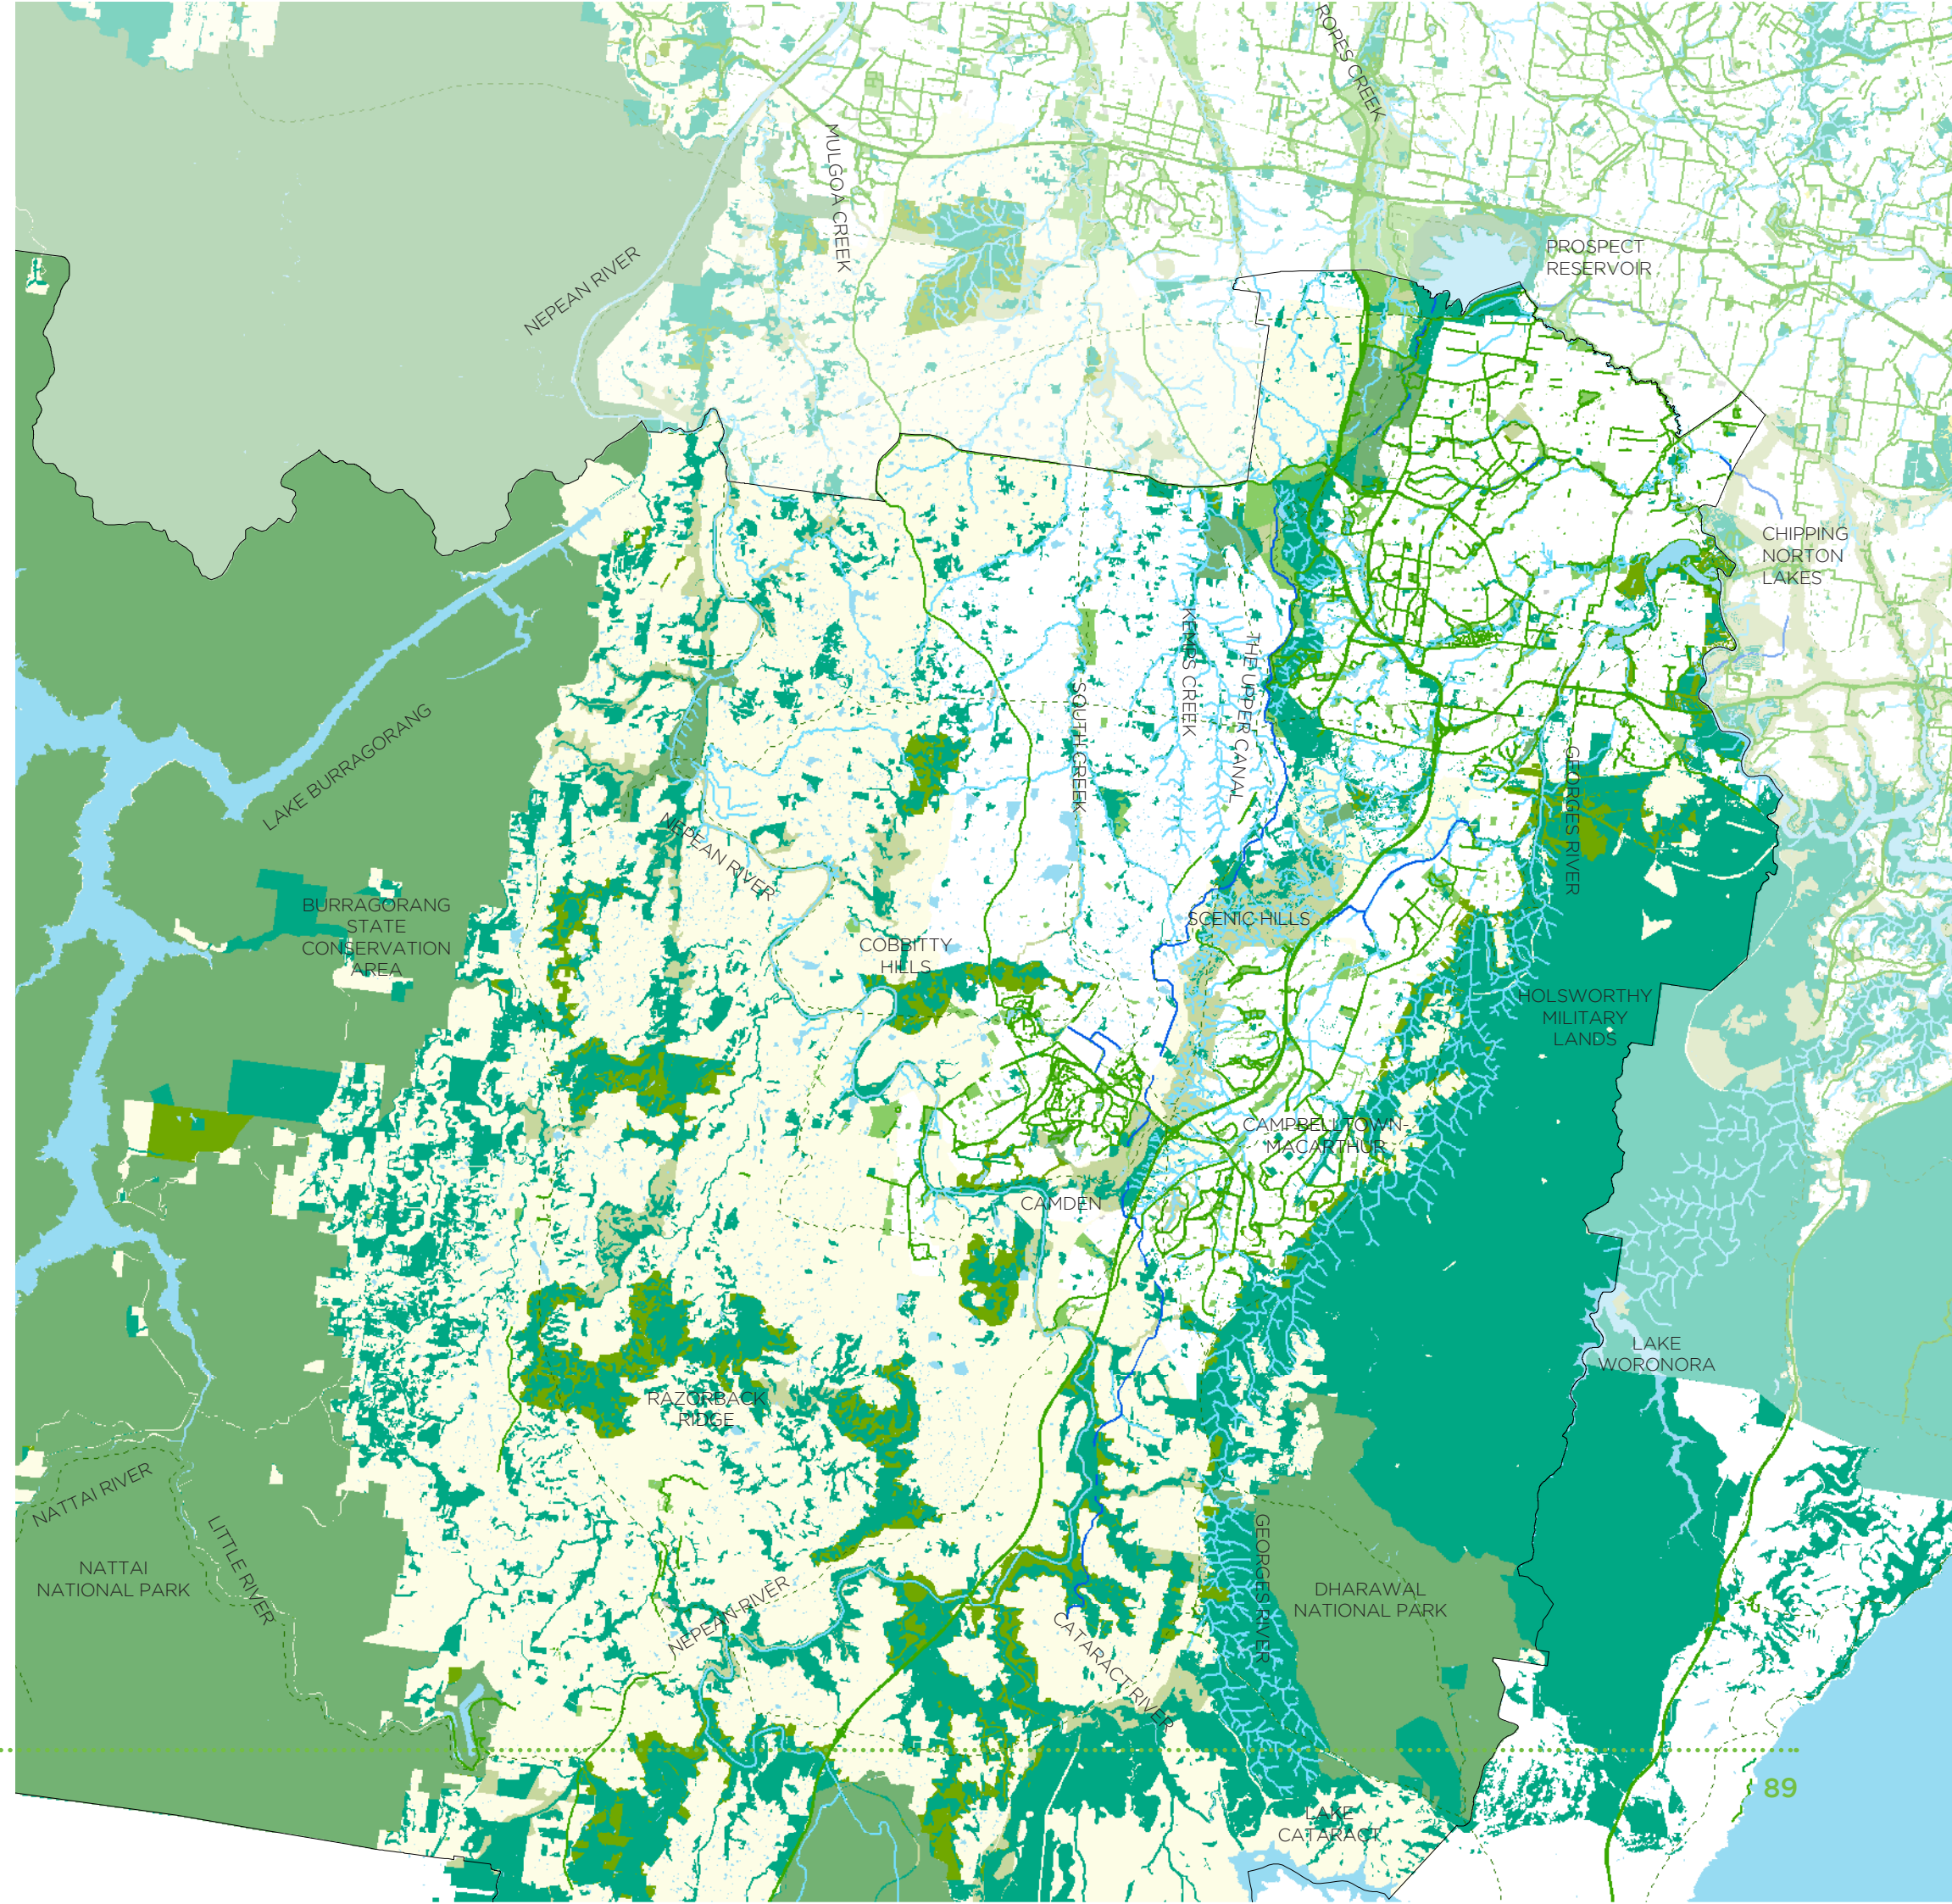 ROPES CREEK
MULGOA CREEK
NEPEAN RIVER
PROSPECT
RESERVOIR
CHIPPING
NORTON
LAKES
KEMPS CREEK
THE UPPER CANAL
SOUTH CREEK
LAKE BURRAGORANG
GEORGES RIVER
NEPEAN RIVER
BURRAGORANG
STATE
CONSERVATION
AREA
SCENIC HILLS
COBBITTY
HILLS
HOLSWORTHY
MILITARY
LANDS
CAMPBELLTOWN-
MACARTHUR
CAMDEN
LAKE
WORONORA
RAZORBACK
RIDGE
NATTAI RIVER
LITTLE RIVER
NATTAI
NATIONAL PARK
GEORGES RIVER
DHARAWAL
NATIONAL PARK
NEPEAN RIVER
CATARACT RIVER
89
LAKE
CATARACT